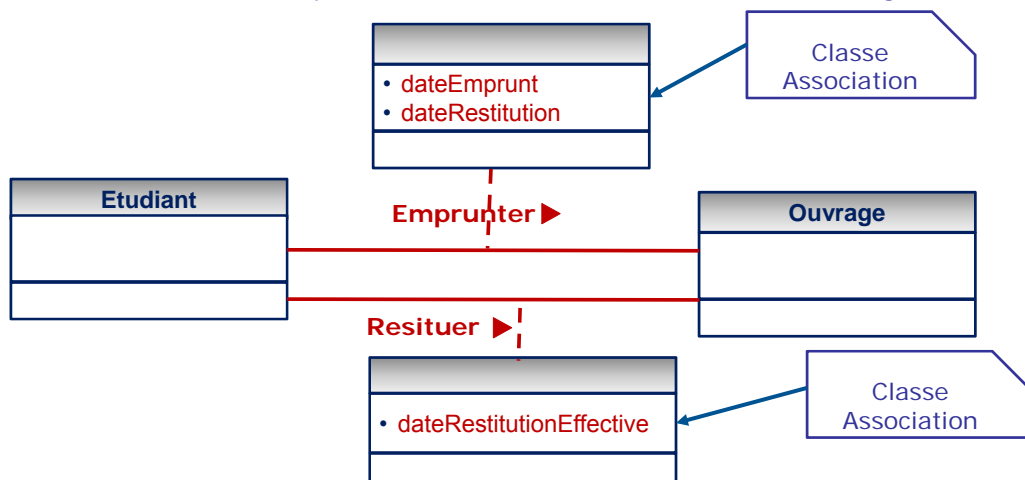 Classe
Association
• dateEmprunt
• dateRestitution
Etudiant
Ouvrage
Emprunter ▶
Resituer ▶
Classe
Association
• dateRestitutionEffective